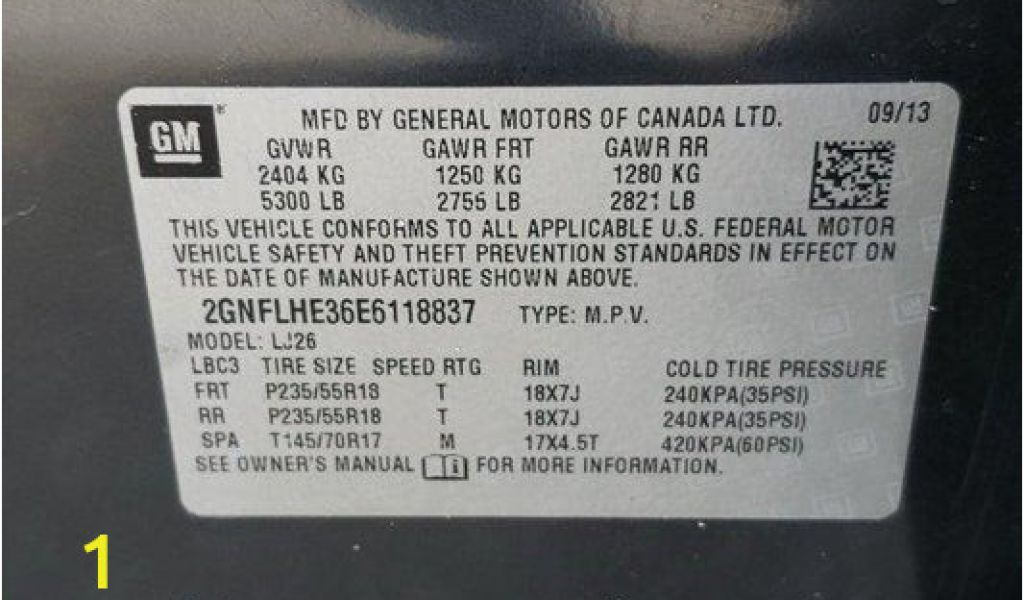 GM ® MFD BY GENERAL MOTORS OF CANADA LTD. 09/13
GVWR GAWR FRT GAWR RR
2404 KG 1250 KG 1280 KG
5300 LB 2756 LB 2821 LB
THIS VEHICLE CONFORMS TO ALL APPLICABLE U.S. FEDERAL MOTOR
VEHICLE SAFETY AND THEFT PREVENTION STANDARDS IN EFFECT ON
THE DATE OF MANUFACTURE SHOWN ABOVE.
2GNFLHE36E6118837 TYPE: M.P.V.
MODEL: LJ26
LBC3 TIRE SIZE SPEED RTG RIM COLD TIRE PRESSURE
FRT P235/55R18 T 18X7J 240KPA(35PSI)
RR P235/55R18 T 18X7J 240KPA(35PSI)
SPA T145/70R17 M 17X4.5T 420KPA(60PSI)
SEE OWNER'S MANUAL FOR MORE INFORMATION.
1